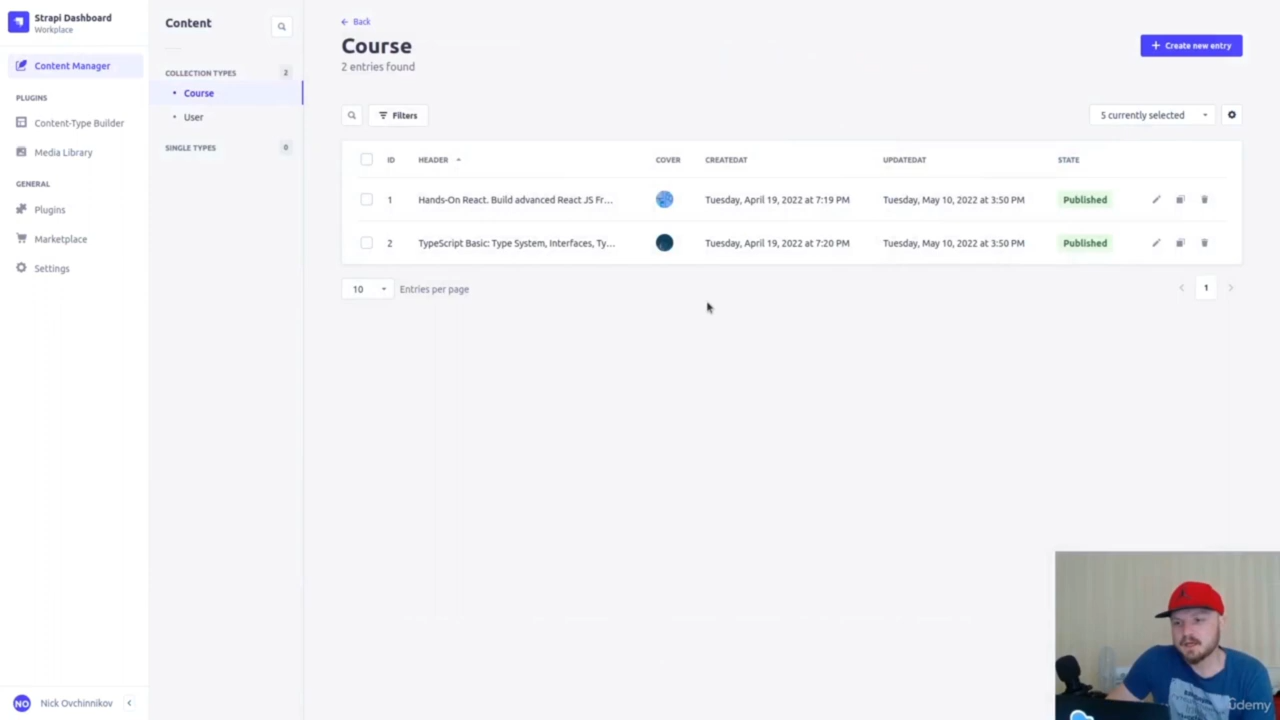 Strapi Dashboard
Workplace
Content Manager
PLUGINS
Content-Type Builder
Media Library
GENERAL
Plugins
Marketplace
Settings
NO Nick Ovchinnikov
Content
COLLECTION TYPES 2
Course
User
SINGLE TYPES 0
Back
Course
2 entries found
Create new entry
Filters
5 currently selected
ID HEADER COVER CREATEDAT UPDATEDAT STATE
1 Hands-On React. Build advanced React JS Fr... Tuesday, April 19, 2022 at 7:19 PM Tuesday, May 10, 2022 at 3:50 PM Published
2 TypeScript Basic: Type System, Interfaces, Ty... Tuesday, April 19, 2022 at 7:20 PM Tuesday, May 10, 2022 at 3:50 PM Published
10 Entries per page
1
udemy